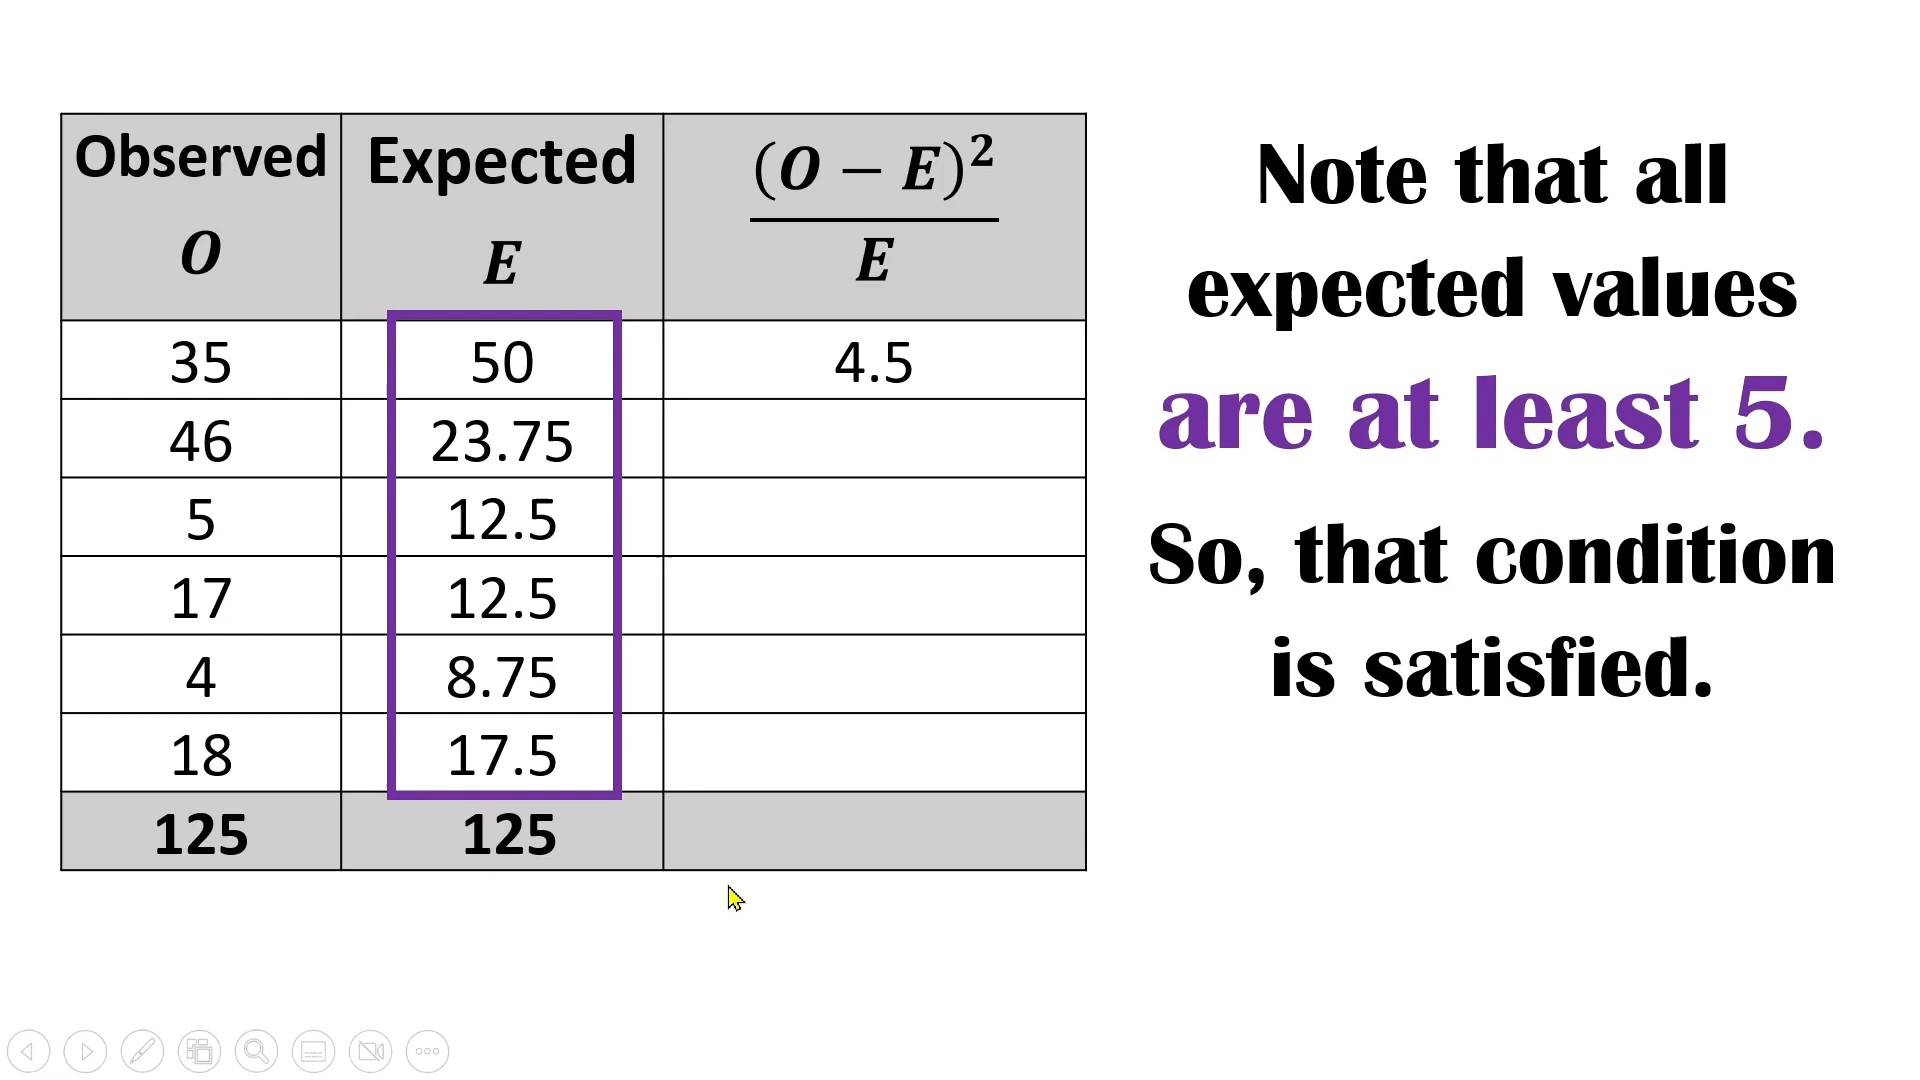 Observed Expected (O − E)²
O E E
35 50 4.5
46 23.75
5 12.5
17 12.5
4 8.75
18 17.5
125 125
Note that all
expected values
are at least 5.
So, that condition
is satisfied.